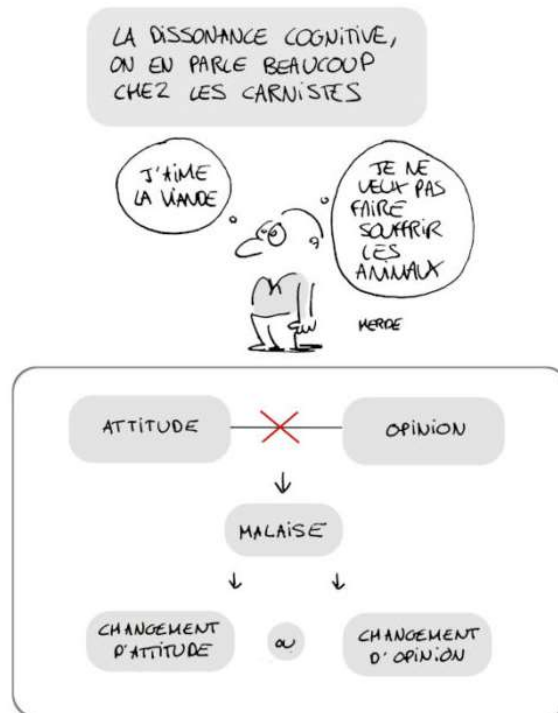 LA DISSONANCE COGNITIVE,
ON EN PARLE BEAUCOUP
CHEZ LES CARNISTES
J'AIME
LA VIANDE
JE NE
VEUX PAS
FAIRE
SOUFFRIR
LES
ANIMAUX
MERDE
ATTITUDE
OPINION
MALAISE
CHANGEMENT
D'ATTITUDE
OU
CHANGEMENT
D'OPINION